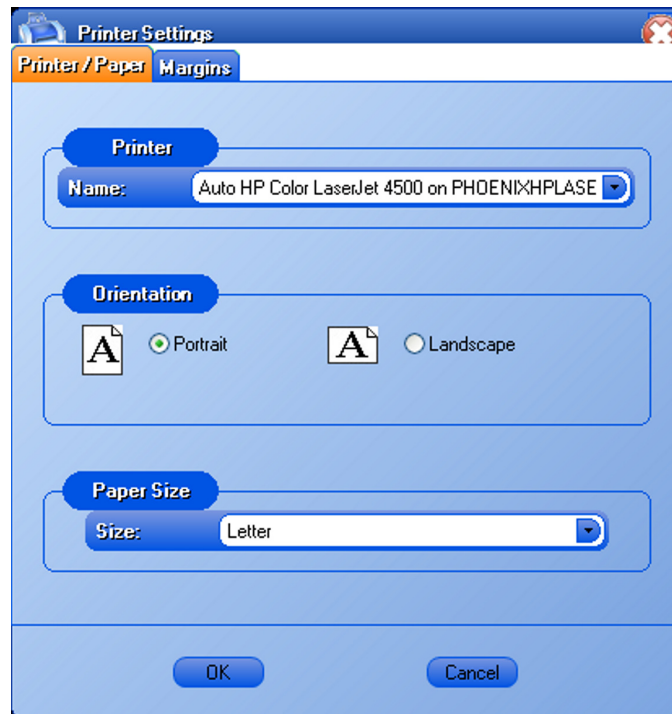 Printer Settings
Printer / Paper Margins
Printer
Name: Auto HP Color LaserJet 4500 on PHOENIXHPLASE
Orientation
A Portrait A Landscape
Paper Size
Size: Letter
OK Cancel